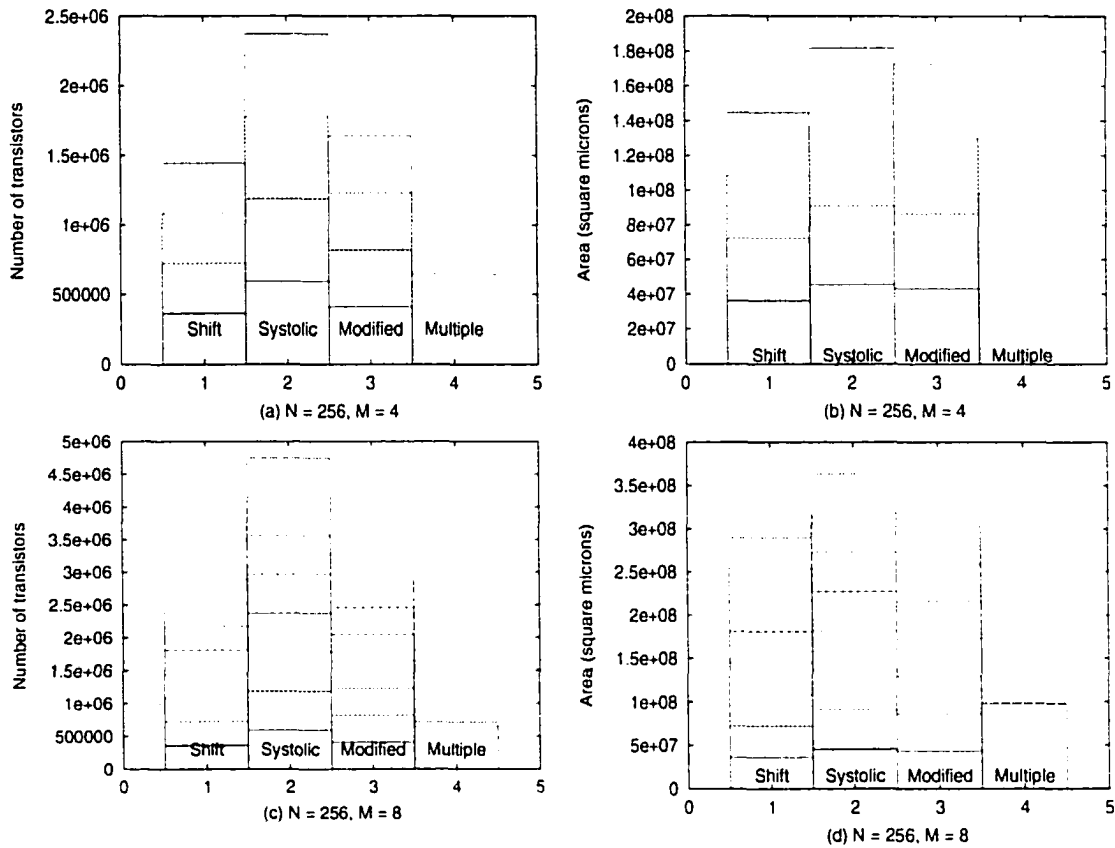 Number of transistors
2.5e+06
2e+06
1.5e+06
1e+06
500000
0
Shift Systolic Modified Multiple
0 1 2 3 4 5
(a) N = 256, M = 4
Area (square microns)
2e+08
1.8e+08
1.6e+08
1.4e+08
1.2e+08
1e+08
8e+07
6e+07
4e+07
2e+07
0
Shift Systolic Modified Multiple
0 1 2 3 4 5
(b) N = 256, M = 4
Number of transistors
5e+06
4.5e+06
4e+06
3.5e+06
3e+06
2.5e+06
2e+06
1.5e+06
1e+06
500000
0
Shift Systolic Modified Multiple
0 1 2 3 4 5
(c) N = 256, M = 8
Area (square microns)
4e+08
3.5e+08
3e+08
2.5e+08
2e+08
1.5e+08
1e+08
5e+07
0
Shift Systolic Modified Multiple
0 1 2 3 4 5
(d) N = 256, M = 8